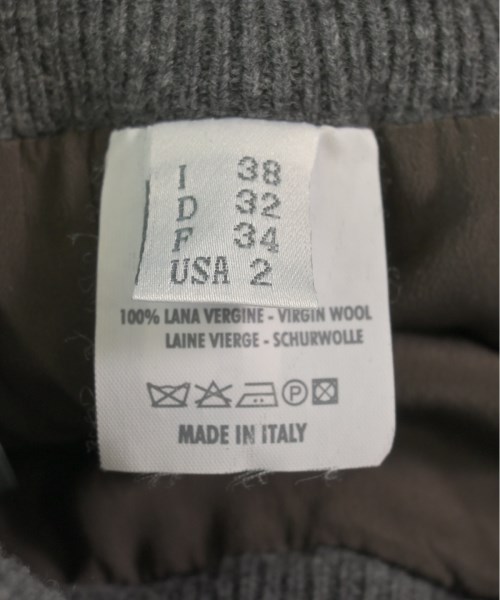 I 38
D 32
F 34
USA 2
100% LANA VERGINE - VIRGIN WOOL
LAINE VIERGE - SCHURWOLLE
P
MADE IN ITALY